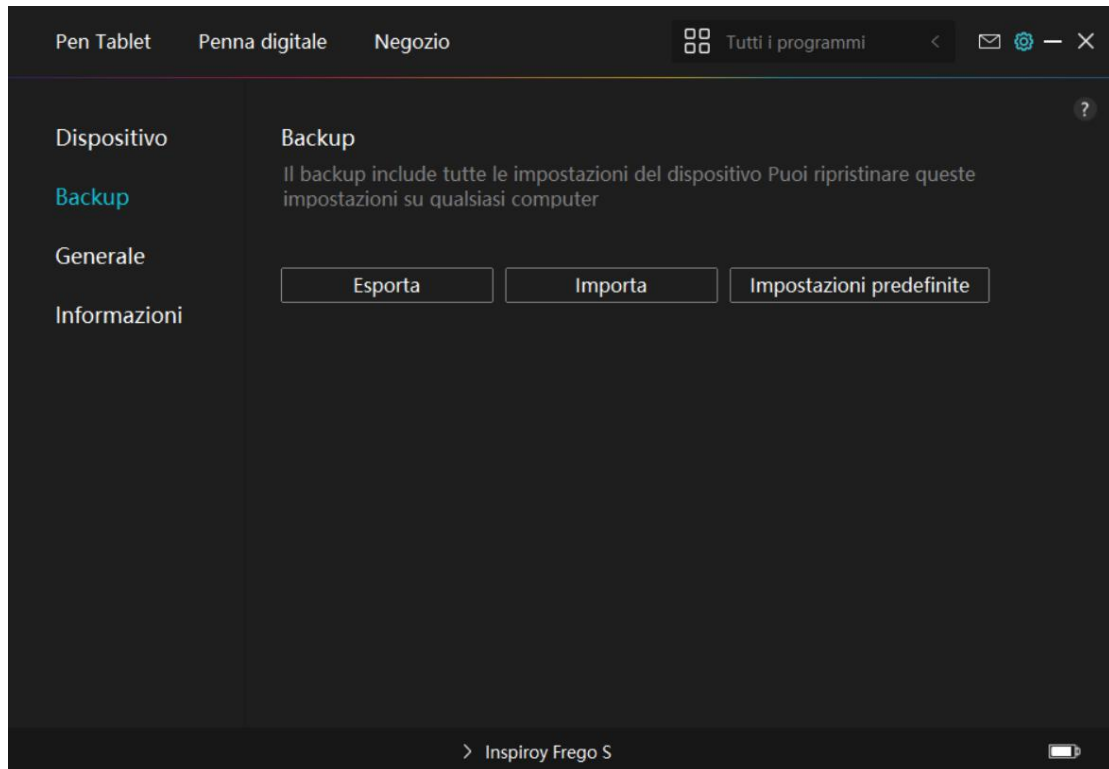 Pen Tablet Penna digitale Negozio Tutti i programmi
Dispositivo
Backup
Generale
Informazioni
?
Backup
Il backup include tutte le impostazioni del dispositivo Puoi ripristinare queste
impostazioni su qualsiasi computer
Esporta Importa Impostazioni predefinite
Inspiroy Frego S